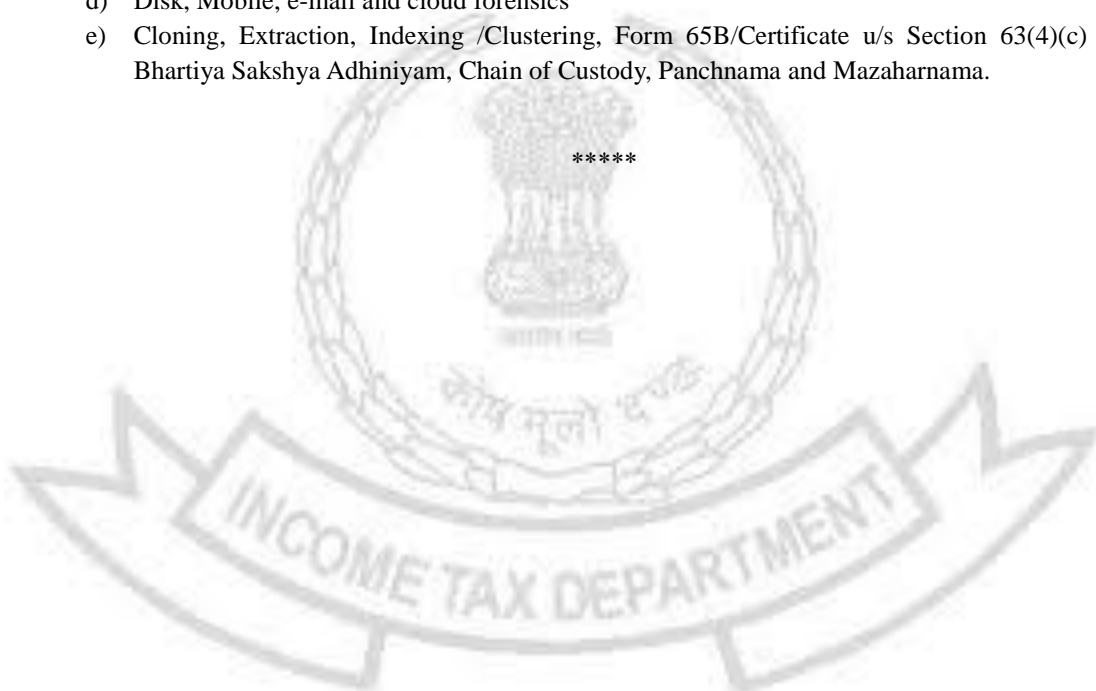 d) Disk, Mobile, e-mail and cloud forensics
e) Cloning, Extraction, Indexing /Clustering, Form 65B/Certificate u/s Section 63(4)(c)
Bhartiya Sakshya Adhiniyam, Chain of Custody, Panchnama and Mazaharnama.
*****
कोष मूलो दण्डः
INCOME TAX DEPARTMENT